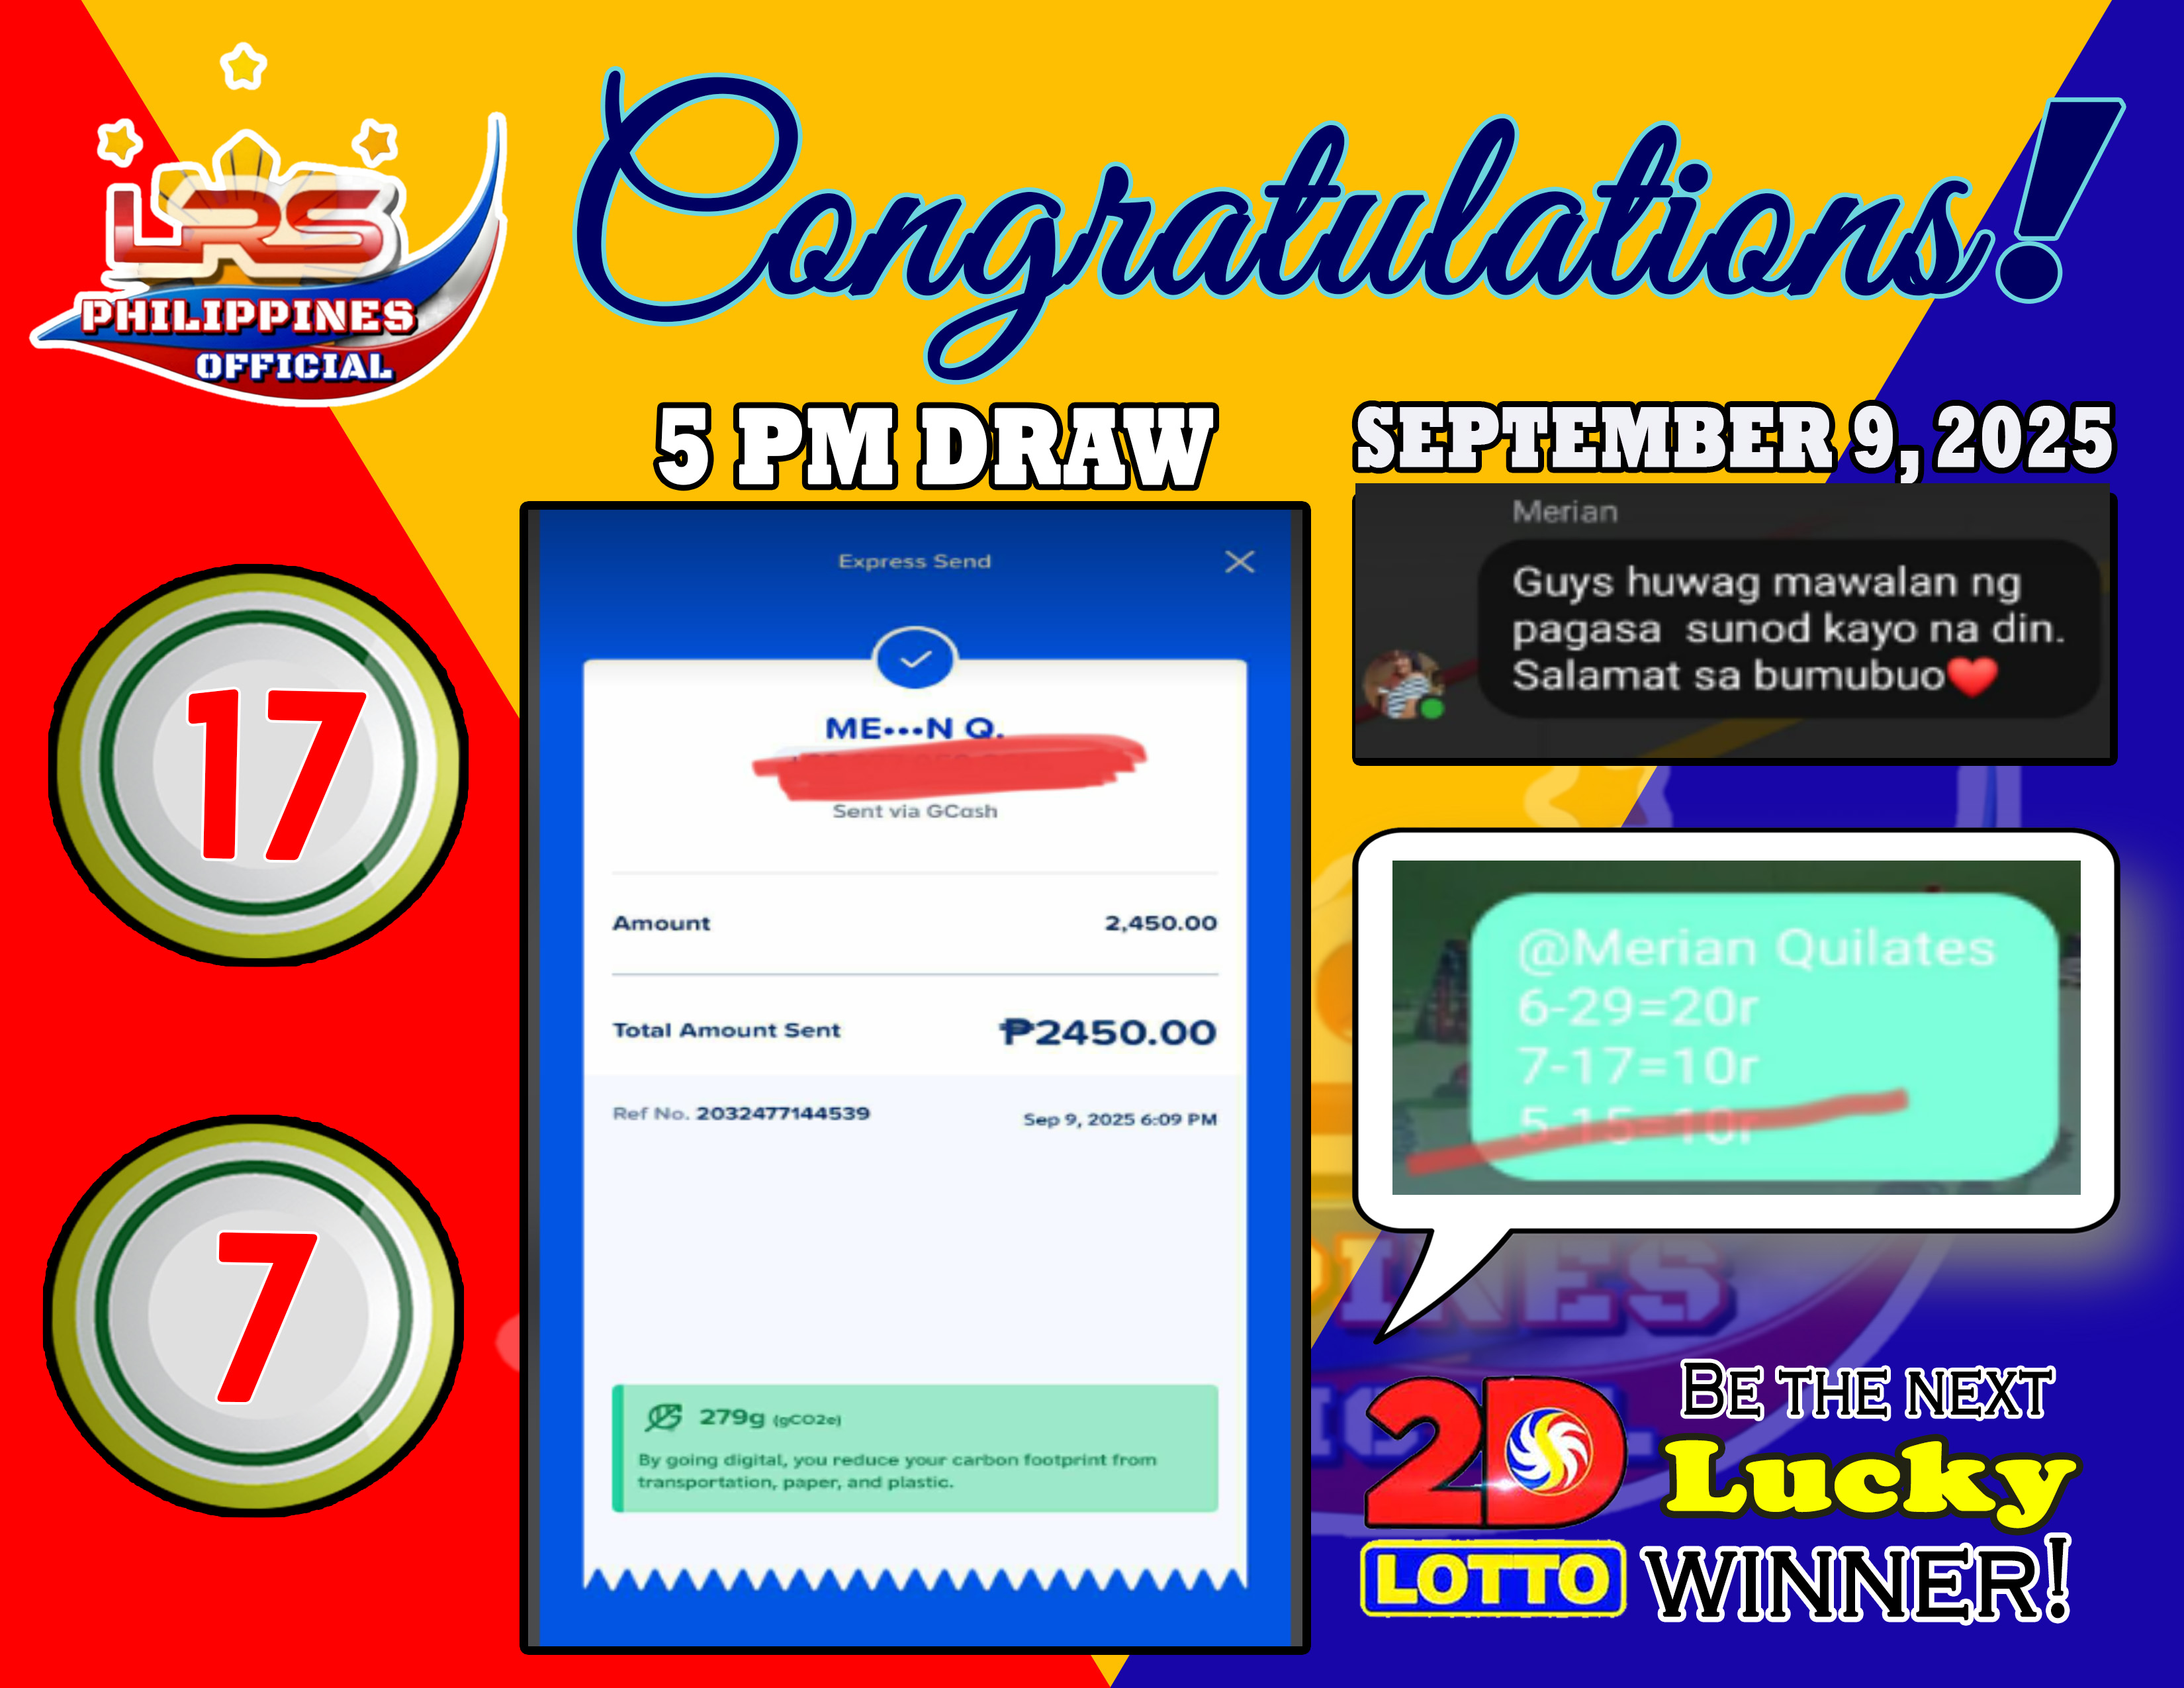 LRS
PHILIPPINES
OFFICIAL
Congratulations!
5 PM DRAW
SEPTEMBER 9, 2025
17
7
Express Send
ME•••N Q.
Sent via GCash
Amount 2,450.00
Total Amount Sent ₱2450.00
Ref No. 2032477144539 Sep 9, 2025 6:09 PM
279g (gCO2e)
By going digital, you reduce your carbon footprint from
transportation, paper, and plastic.
Merian
Guys huwag mawalan ng
pagasa sunod kayo na din.
Salamat sa bumubuo❤️
@Merian Quilates
6-29=20r
7-17=10r
5-15=10r
2D
LOTTO
BE THE NEXT
Lucky
WINNER!